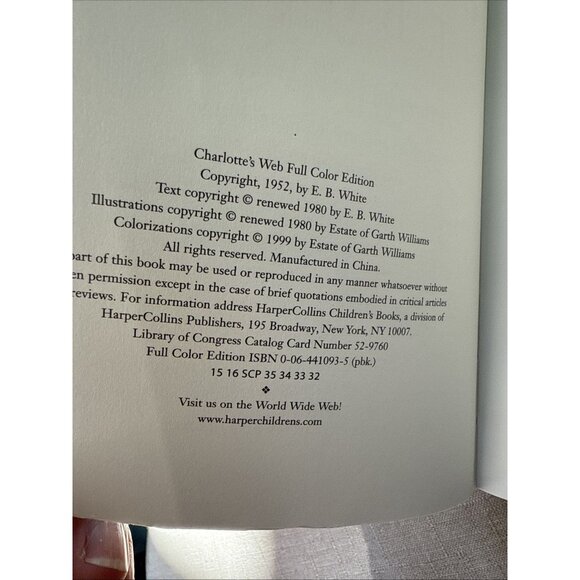 Charlotte's Web Full Color Edition
Copyright, 1952, by E. B. White
Text copyright © renewed 1980 by E. B. White
Illustrations copyright © renewed 1980 by Estate of Garth Williams
Colorizations copyright © 1999 by Estate of Garth Williams
All rights reserved. Manufactured in China.
part of this book may be used or reproduced in any manner whatsoever without
en permission except in the case of brief quotations embodied in critical articles
reviews. For information address HarperCollins Children's Books, a division of
HarperCollins Publishers, 195 Broadway, New York, NY 10007.
Library of Congress Catalog Card Number 52-9760
Full Color Edition ISBN 0-06-441093-5 (pbk.)
15 16 SCP 35 34 33 32
❖
Visit us on the World Wide Web!
www.harperchildrens.com